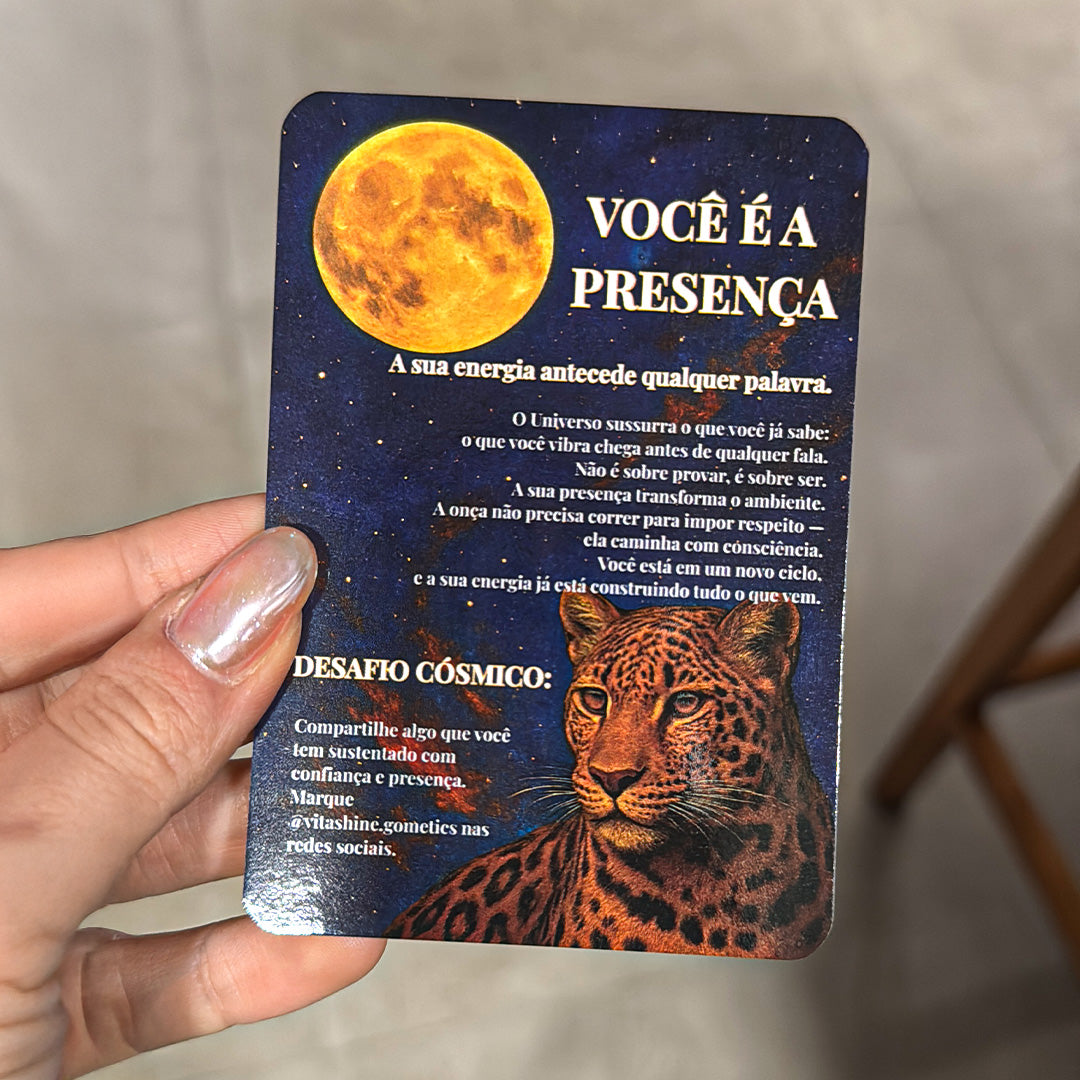 VOCÊ É A
PRESENÇA
A sua energia antecede qualquer palavra.
O Universo sussurra o que você já sabe:
o que você vibra chega antes de qualquer fala.
Não é sobre provar, é sobre ser.
A sua presença transforma o ambiente.
A onça não precisa correr para impor respeito —
ela caminha com consciência.
Você está em um novo ciclo,
e a sua energia já está construindo tudo o que vem.
DESAFIO CÓSMICO:
Compartilhe algo que você
tem sustentado com
confiança e presença.
Marque
@vitashine.gometics nas
redes sociais.